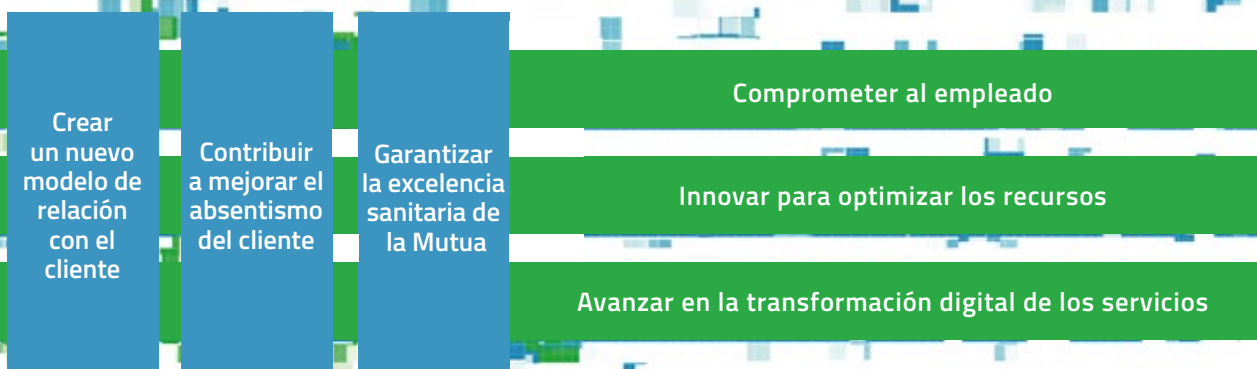 Crear
un nuevo
modelo de
relación
con el
cliente
Contribuir
a mejorar el
absentismo
del cliente
Garantizar
la excelencia
sanitaria de
la Mutua
Comprometer al empleado
Innovar para optimizar los recursos
Avanzar en la transformación digital de los servicios